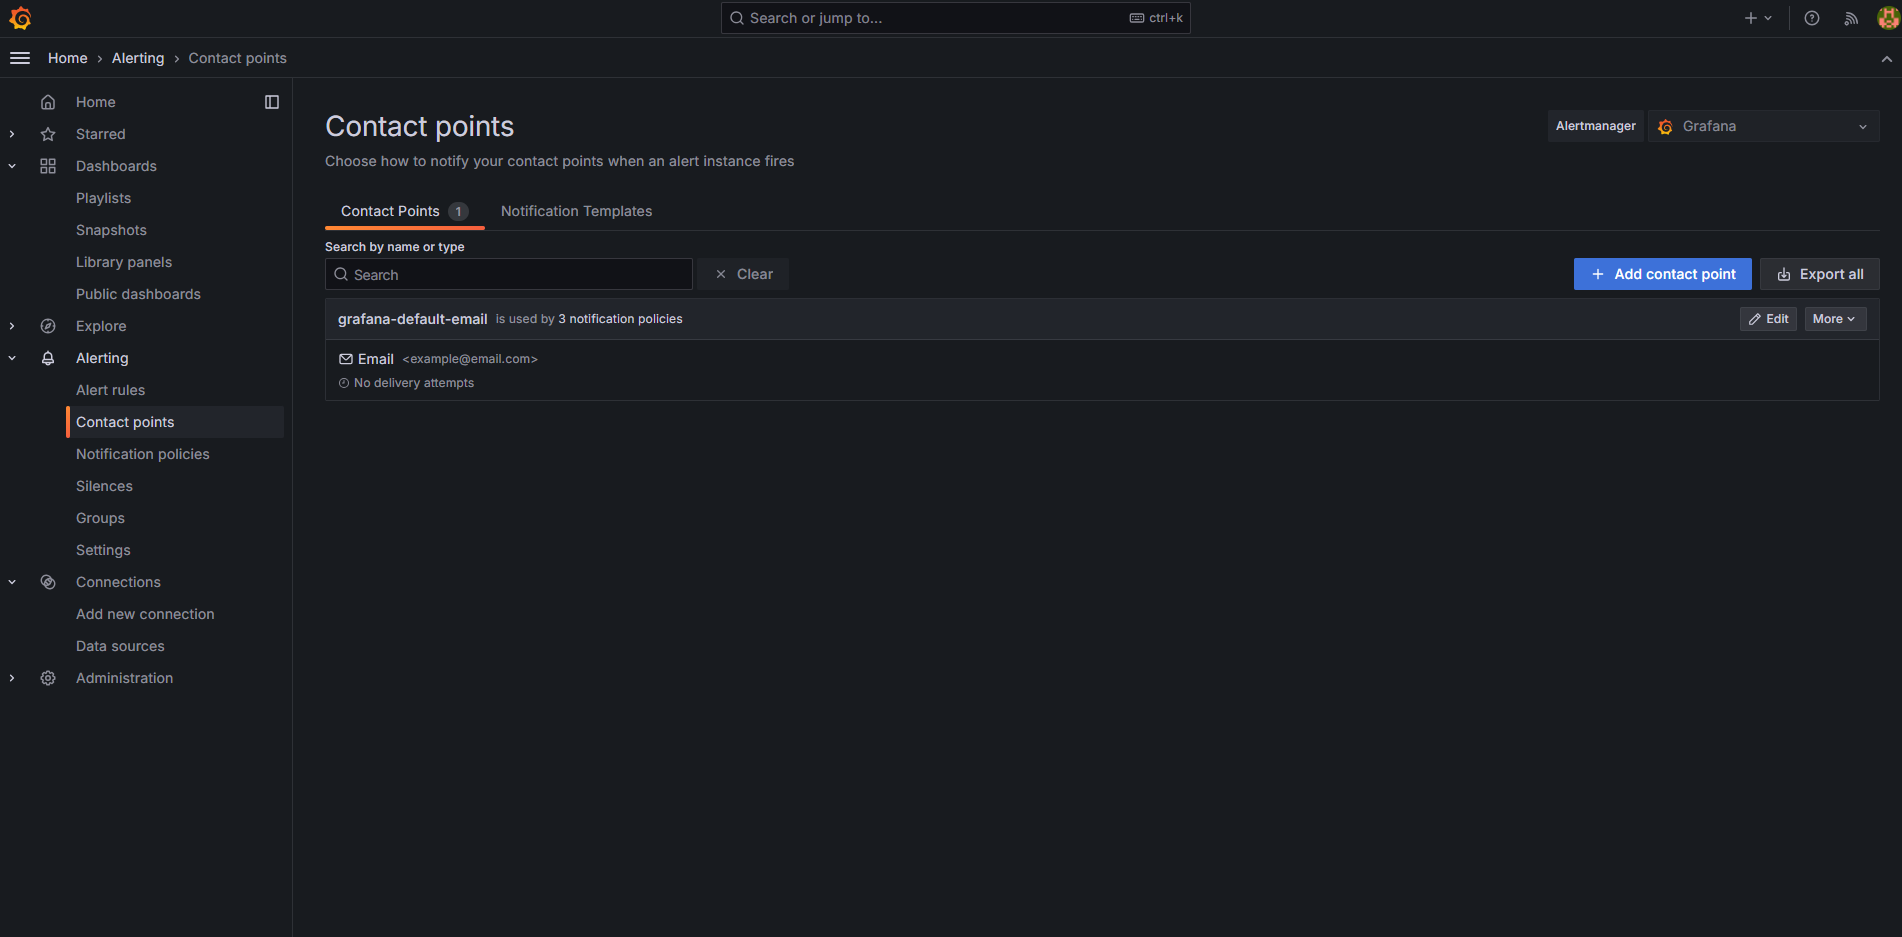 Search or jump to...
ctrl+k
Home › Alerting › Contact points
Home
Starred
Dashboards
Playlists
Snapshots
Library panels
Public dashboards
Explore
Alerting
Alert rules
Contact points
Notification policies
Silences
Groups
Settings
Connections
Add new connection
Data sources
Administration
Contact points
Alertmanager
Grafana
Choose how to notify your contact points when an alert instance fires
Contact Points 1
Notification Templates
Search by name or type
Search
Clear
Add contact point
Export all
grafana-default-email is used by 3 notification policies
Edit
More
Email <example@email.com>
No delivery attempts